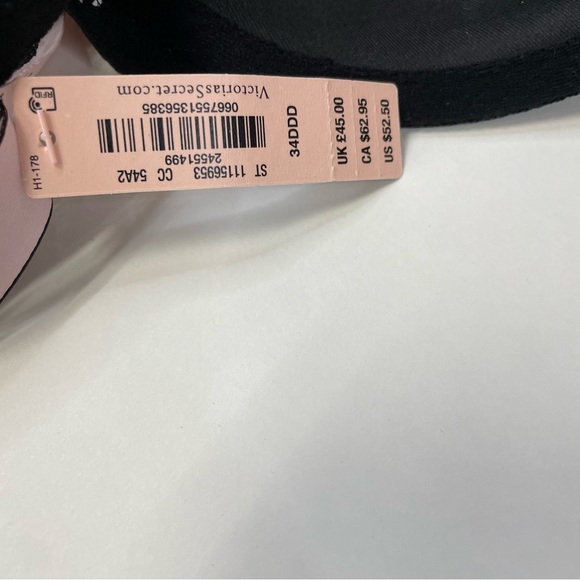 VictoriasSecret.com
0667551356385
24551499
ST 11156953 CC 54A2
34DDD
UK £45.00
CA $62.95
US $52.50
RFID
H1-178